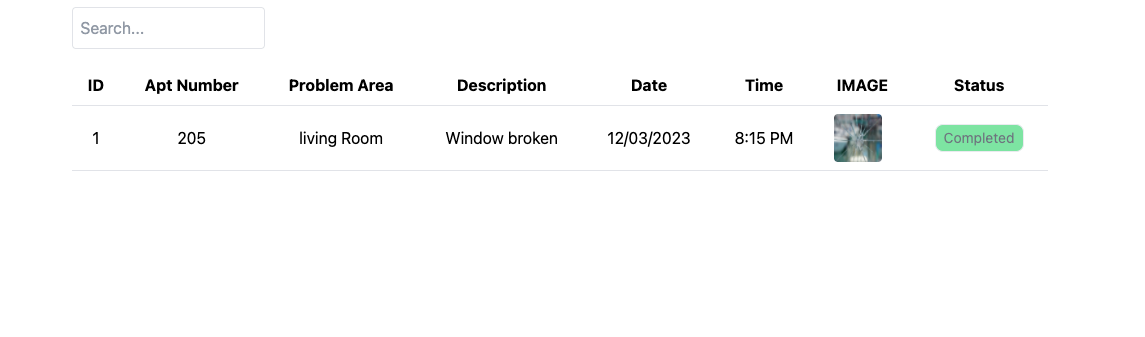 Search...
ID Apt Number Problem Area Description Date Time IMAGE Status
1 205 living Room Window broken 12/03/2023 8:15 PM Completed